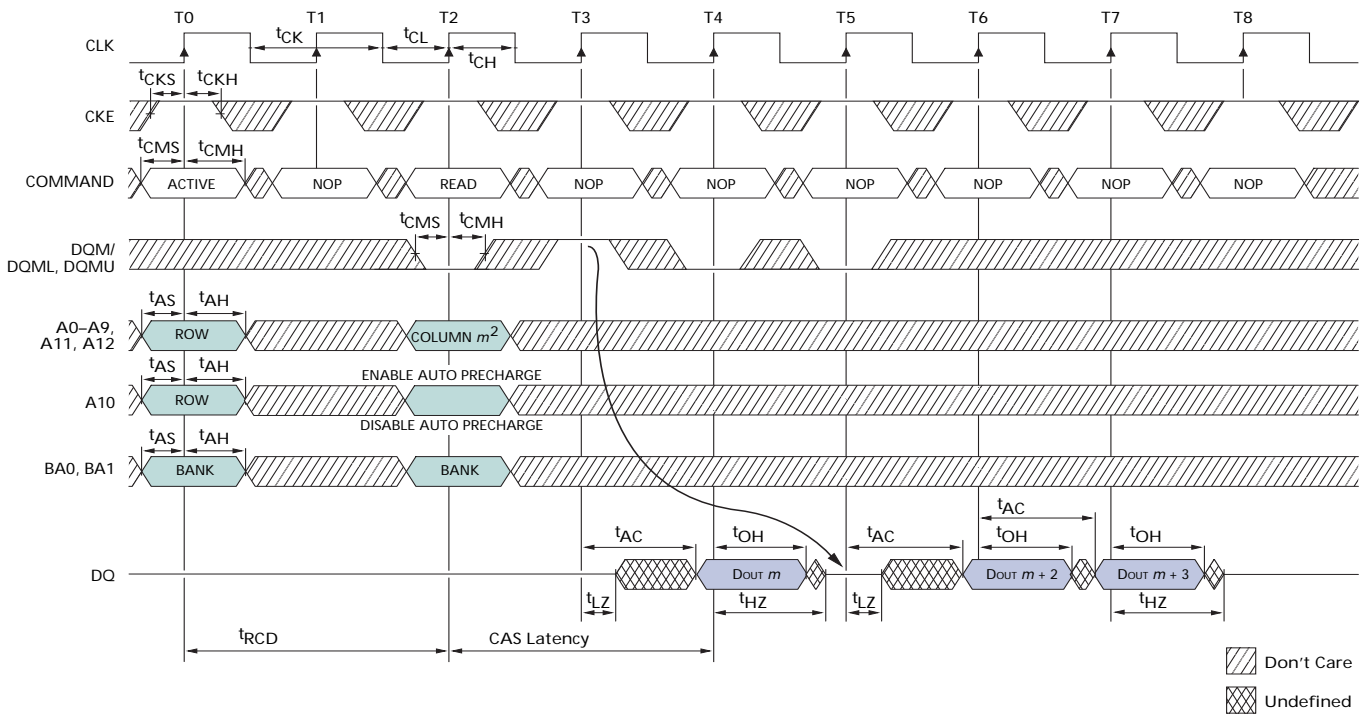 T0 T1 T2 T3 T4 T5 T6 T7 T8
CLK
tCK tCL
tCH
tCKS tCKH
CKE
tCMS tCMH
COMMAND
ACTIVE NOP READ NOP NOP NOP NOP NOP NOP
tCMS tCMH
DQM/
DQML, DQMU
tAS tAH
A0–A9,
A11, A12
ROW COLUMN m2
tAS tAH
ENABLE AUTO PRECHARGE
A10
ROW
DISABLE AUTO PRECHARGE
tAS tAH
BA0, BA1
BANK BANK
tAC
tAC tOH tAC tOH tOH
DQ
DOUT m DOUT m + 2 DOUT m + 3
tLZ tHZ tLZ tHZ
tRCD CAS Latency
Don't Care
Undefined